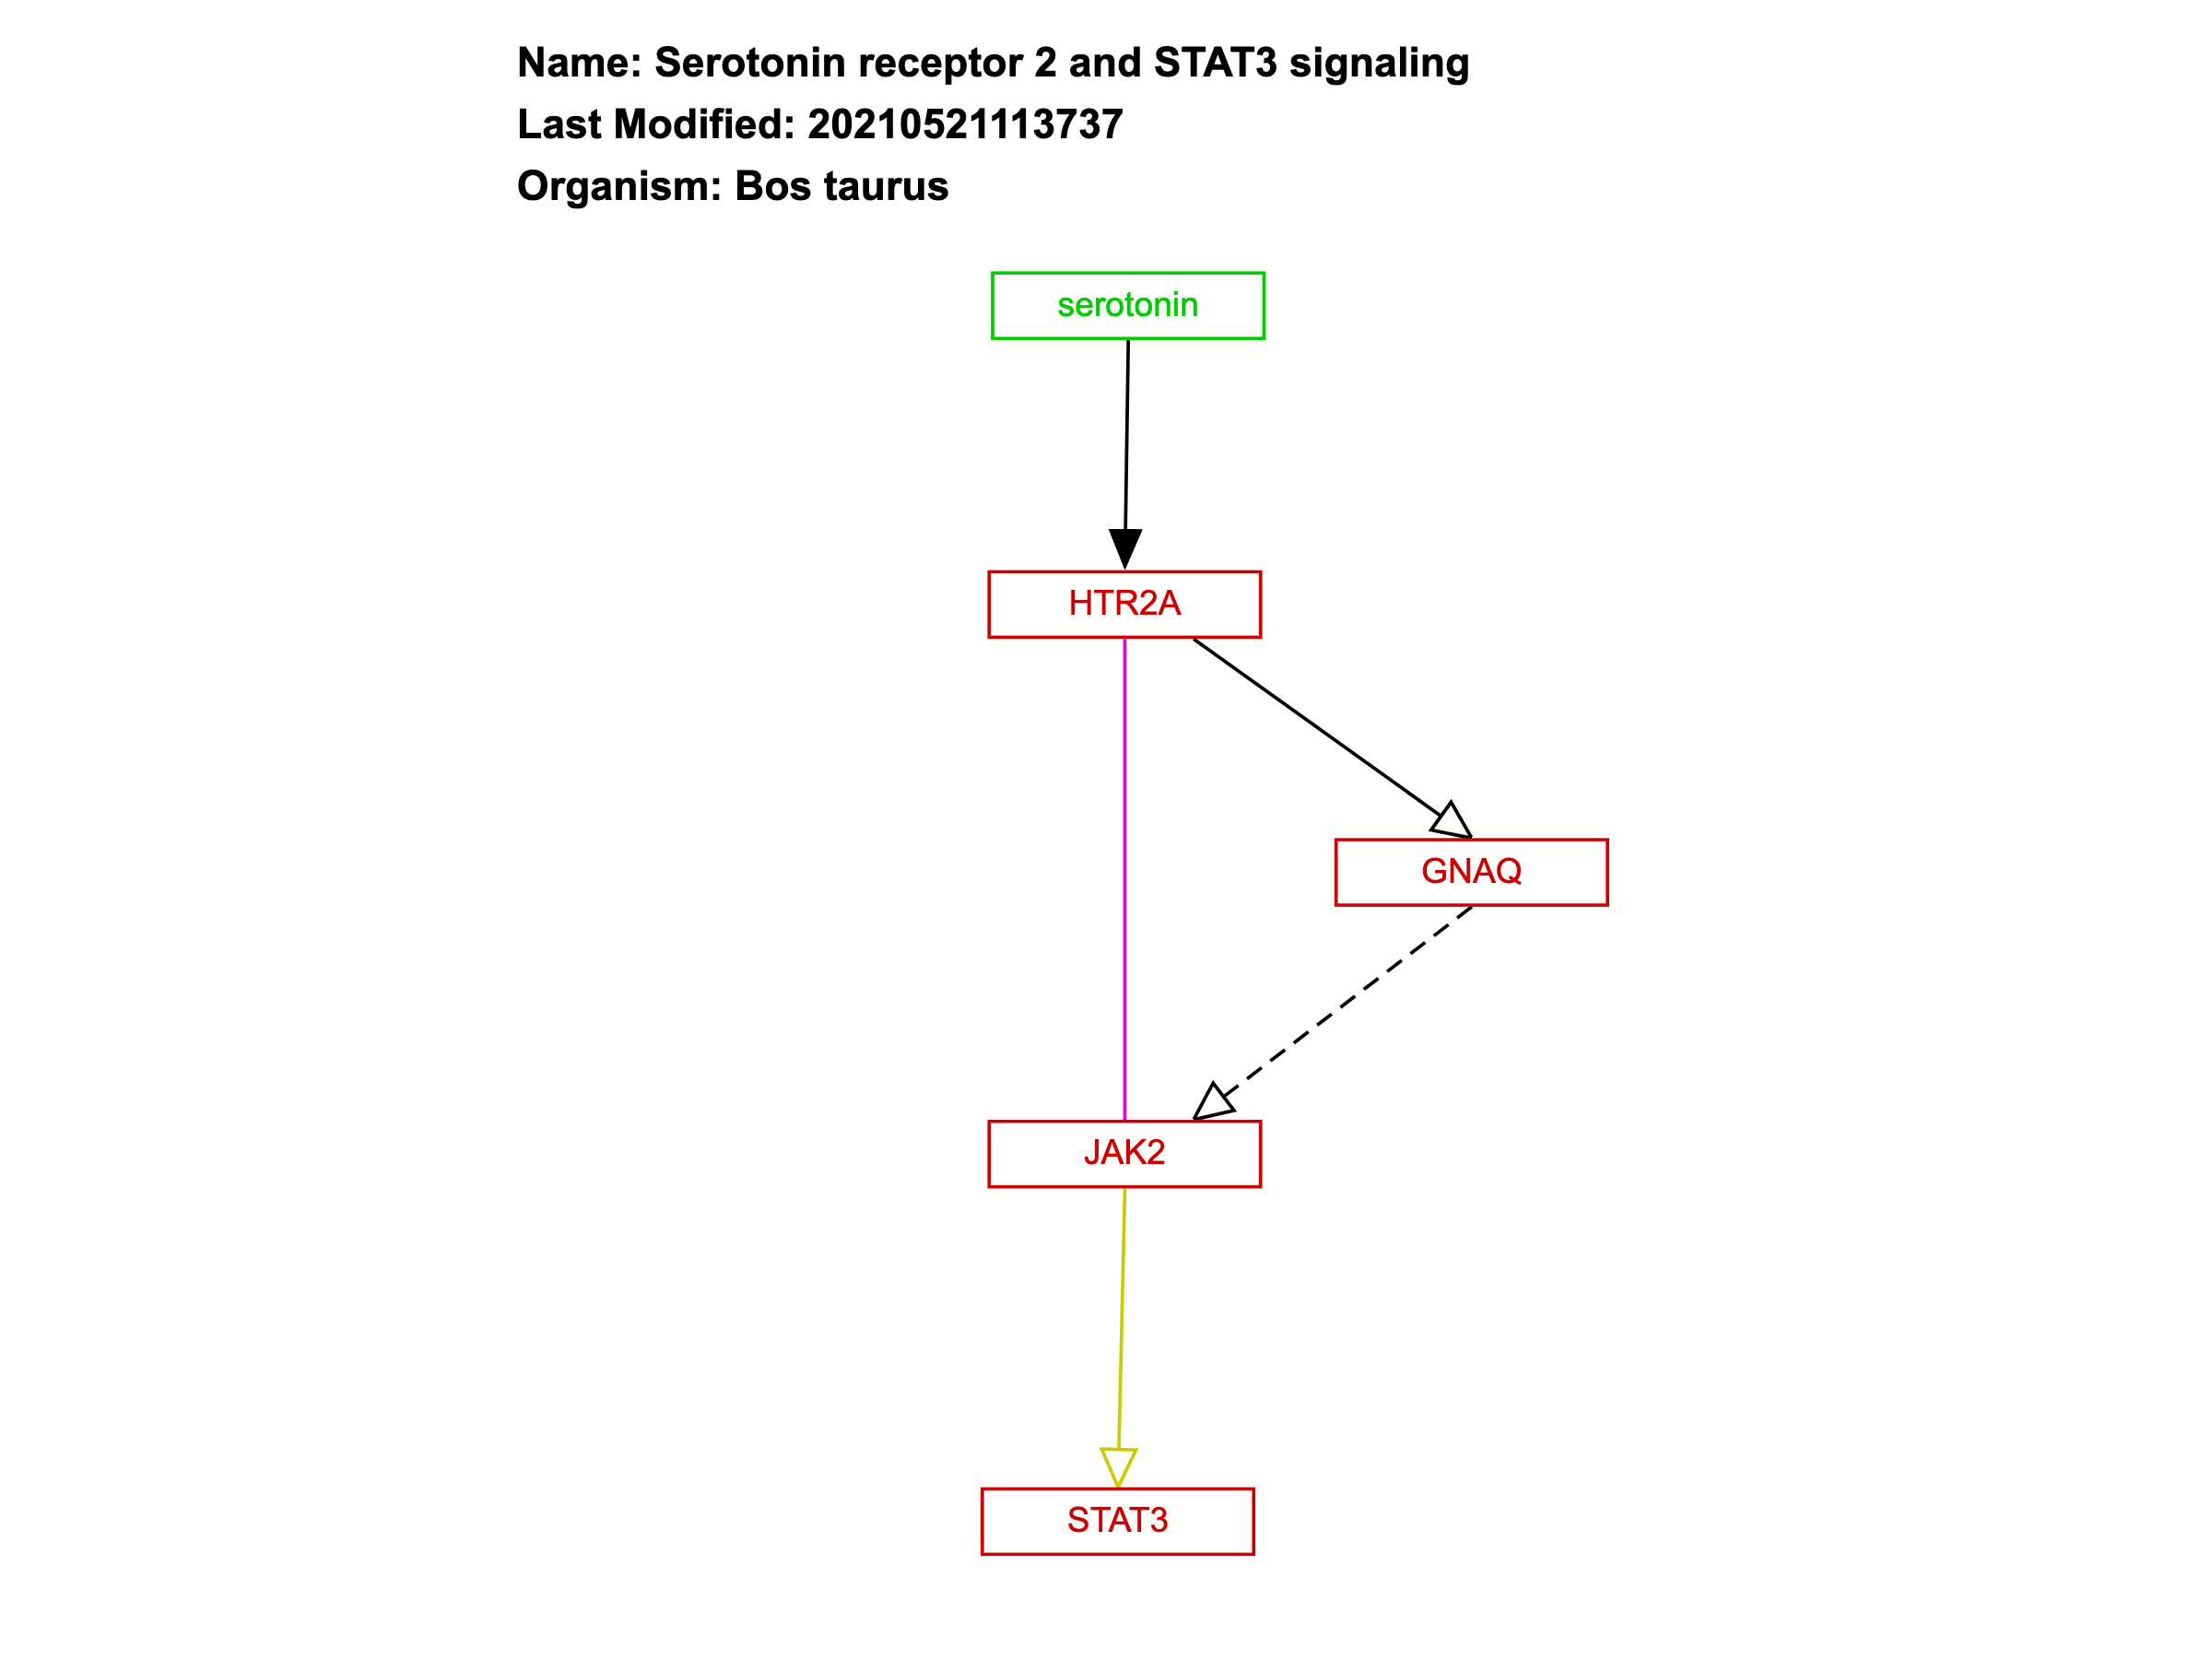 Name: Serotonin receptor 2 and STAT3 signaling
Last Modified: 20210521113737
Organism: Bos taurus
serotonin
HTR2A
GNAQ
JAK2
STAT3